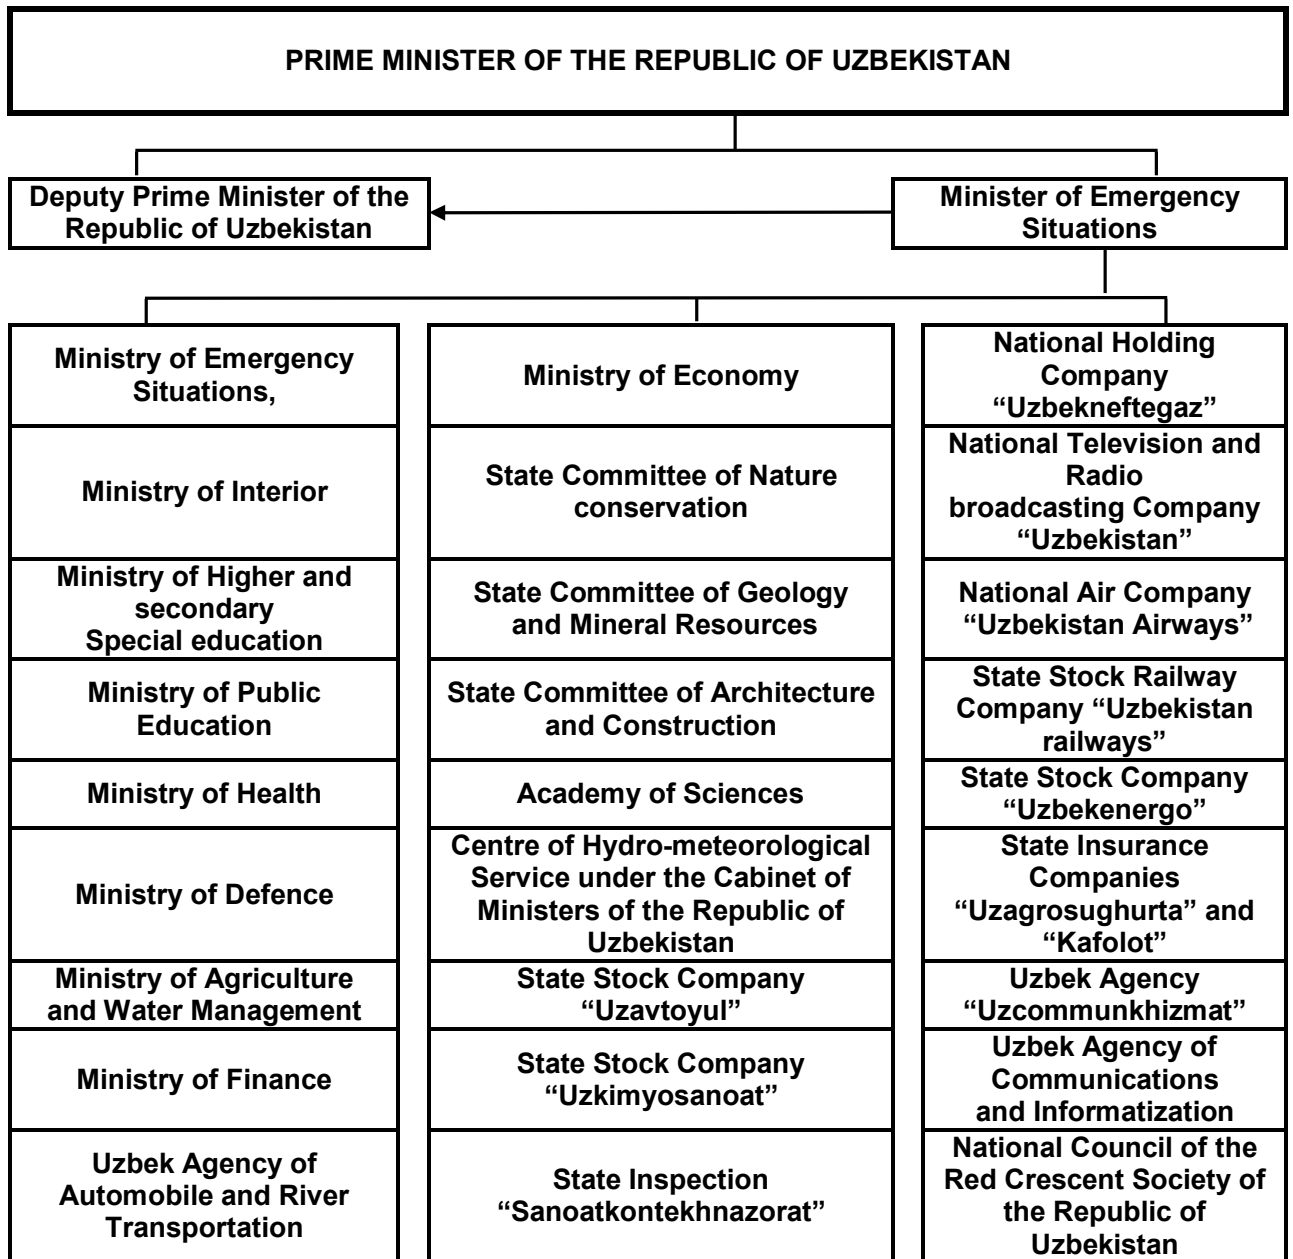 PRIME MINISTER OF THE REPUBLIC OF UZBEKISTAN
Deputy Prime Minister of the
Republic of Uzbekistan
Minister of Emergency
Situations
Ministry of Emergency
Situations,
Ministry of Interior
Ministry of Higher and
secondary
Special education
Ministry of Public
Education
Ministry of Health
Ministry of Defence
Ministry of Agriculture
and Water Management
Ministry of Finance
Uzbek Agency of
Automobile and River
Transportation
Ministry of Economy
State Committee of Nature
conservation
State Committee of Geology
and Mineral Resources
State Committee of Architecture
and Construction
Academy of Sciences
Centre of Hydro-meteorological
Service under the Cabinet of
Ministers of the Republic of
Uzbekistan
State Stock Company
“Uzavtoyul”
State Stock Company
“Uzkimyosanoat”
State Inspection
“Sanoatkontekhnazorat”
National Holding
Company
“Uzbekneftegaz”
National Television and
Radio
broadcasting Company
“Uzbekistan”
National Air Company
“Uzbekistan Airways”
State Stock Railway
Company “Uzbekistan
railways”
State Stock Company
“Uzbekenergo”
State Insurance
Companies
“Uzagrosughurta” and
“Kafolot”
Uzbek Agency
“Uzcommunkhizmat”
Uzbek Agency of
Communications
and Informatization
National Council of the
Red Crescent Society of
the Republic of
Uzbekistan